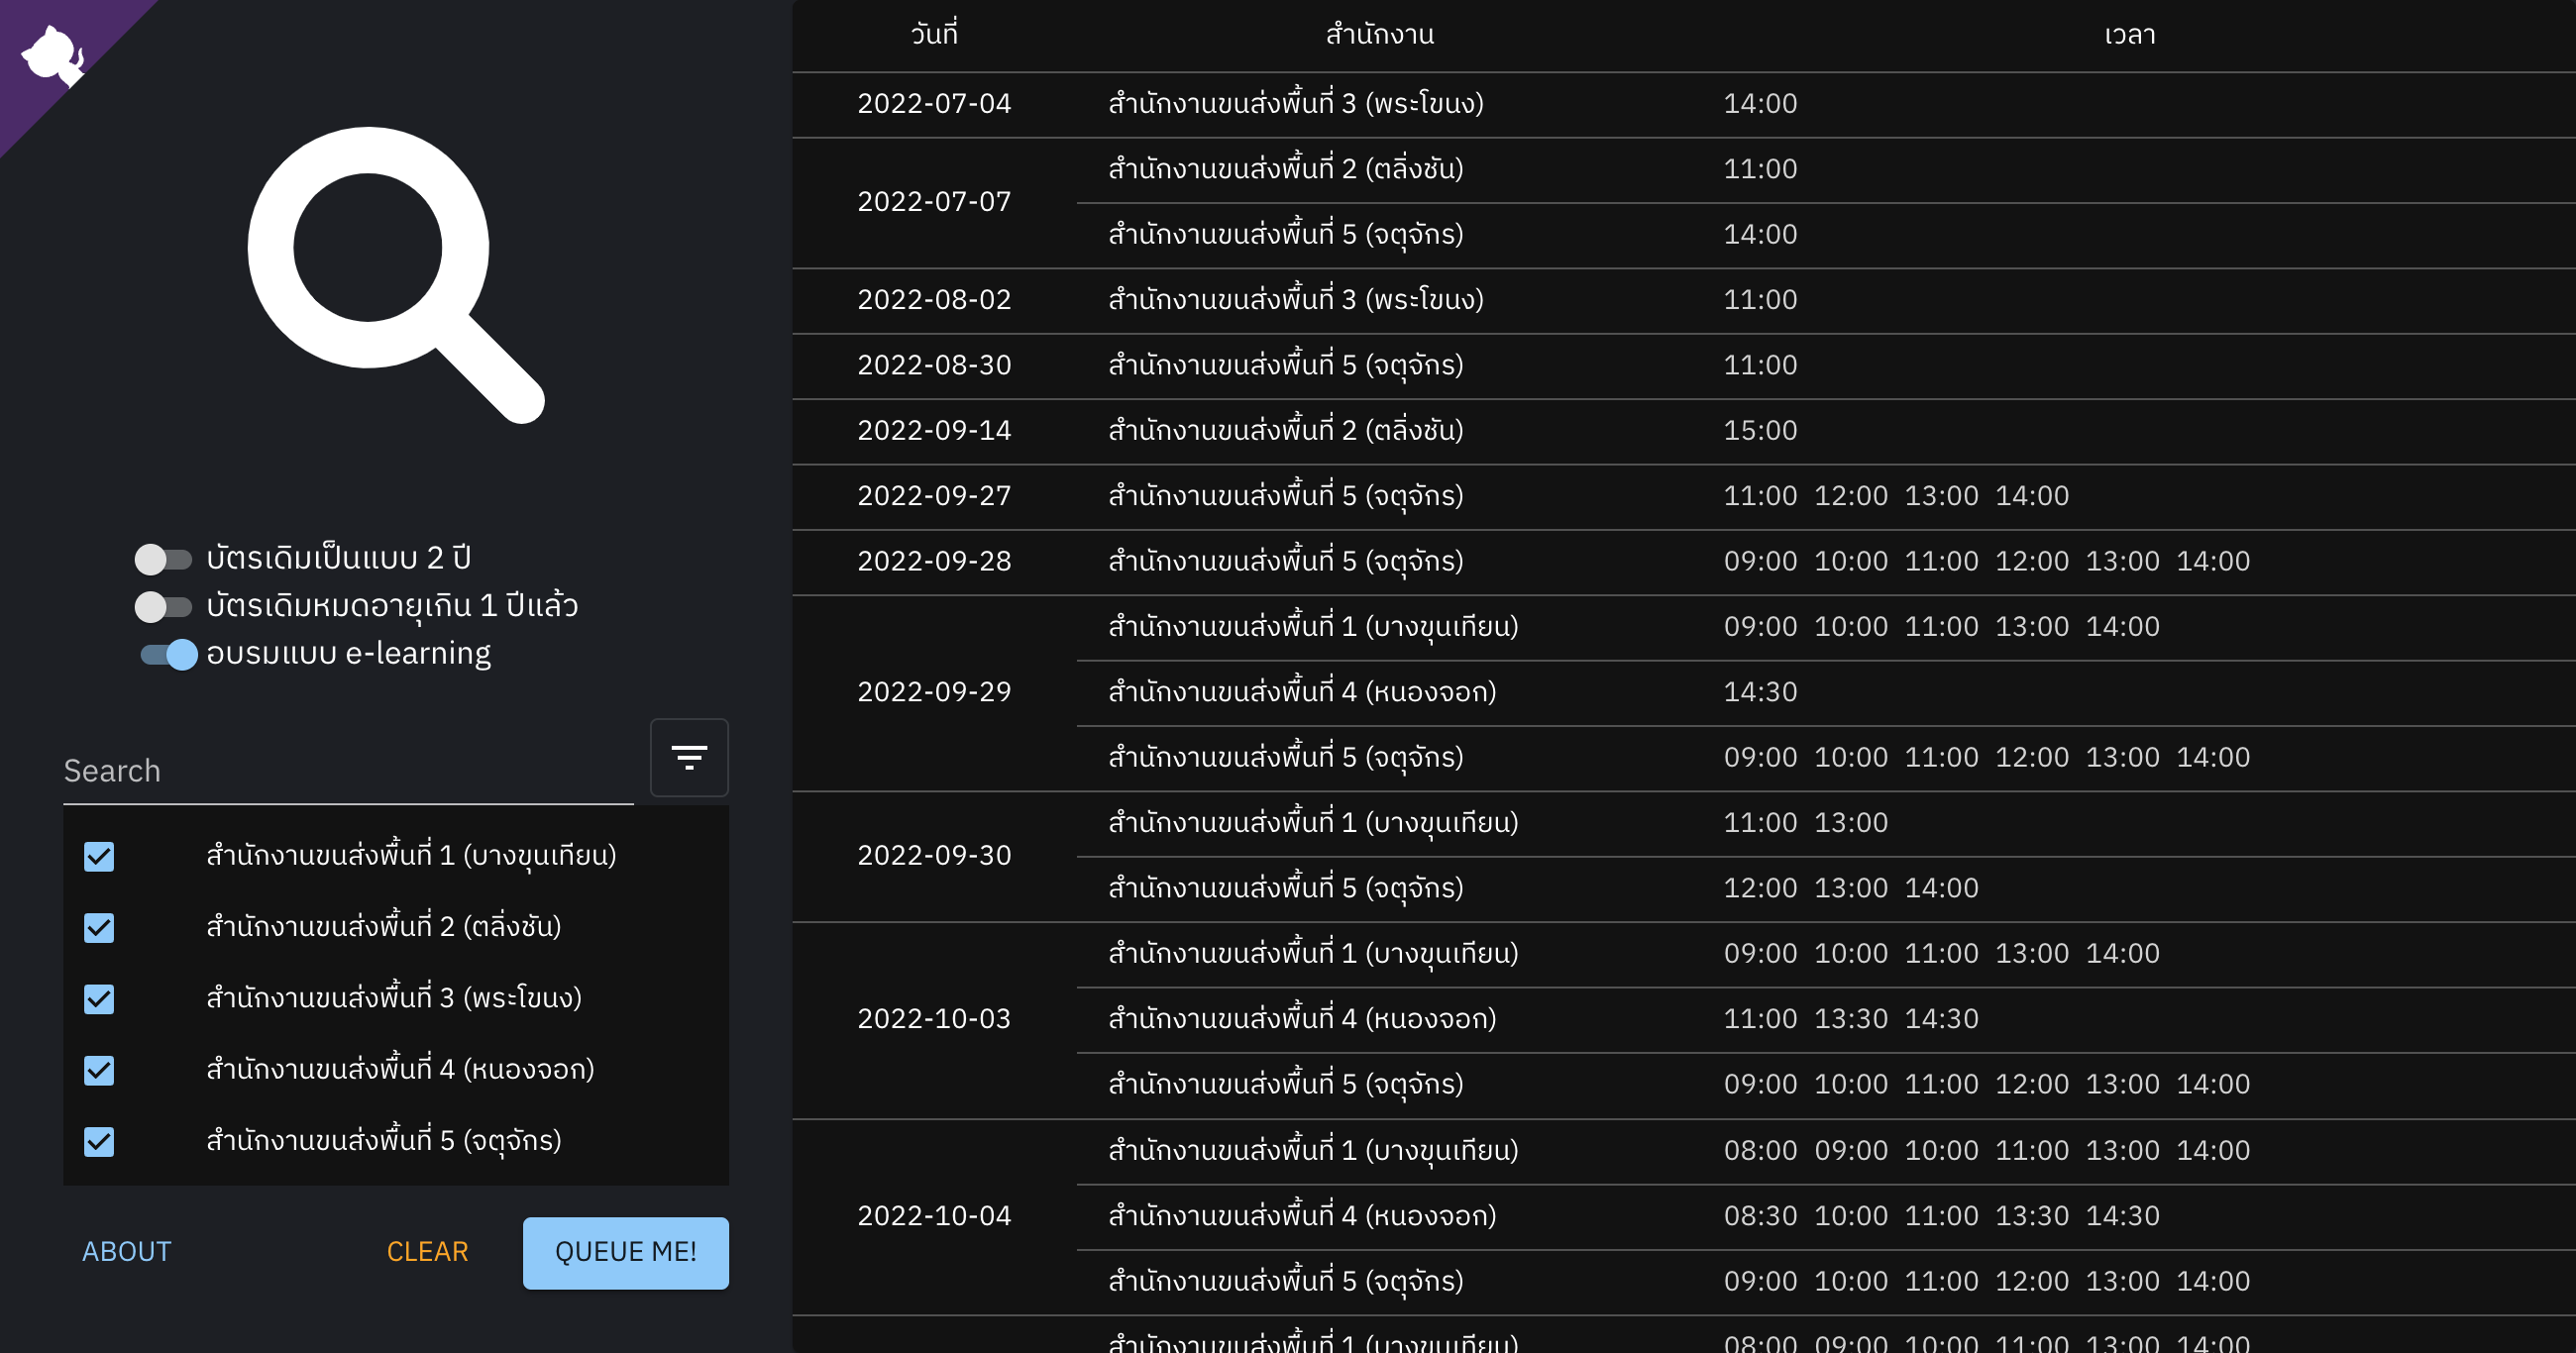 บัตรเดิมเป็นแบบ 2 ปี
บัตรเดิมหมดอายุเกิน 1 ปีแล้ว
อบรมแบบ e-learning
Search
สำนักงานขนส่งพื้นที่ 1 (บางขุนเทียน)
สำนักงานขนส่งพื้นที่ 2 (ตลิ่งชัน)
สำนักงานขนส่งพื้นที่ 3 (พระโขนง)
สำนักงานขนส่งพื้นที่ 4 (หนองจอก)
สำนักงานขนส่งพื้นที่ 5 (จตุจักร)
ABOUT CLEAR QUEUE ME!
วันที่ สำนักงาน เวลา
2022-07-04 สำนักงานขนส่งพื้นที่ 3 (พระโขนง) 14:00
2022-07-07 สำนักงานขนส่งพื้นที่ 2 (ตลิ่งชัน) 11:00
สำนักงานขนส่งพื้นที่ 5 (จตุจักร) 14:00
2022-08-02 สำนักงานขนส่งพื้นที่ 3 (พระโขนง) 11:00
2022-08-30 สำนักงานขนส่งพื้นที่ 5 (จตุจักร) 11:00
2022-09-14 สำนักงานขนส่งพื้นที่ 2 (ตลิ่งชัน) 15:00
2022-09-27 สำนักงานขนส่งพื้นที่ 5 (จตุจักร) 11:00 12:00 13:00 14:00
2022-09-28 สำนักงานขนส่งพื้นที่ 5 (จตุจักร) 09:00 10:00 11:00 12:00 13:00 14:00
2022-09-29 สำนักงานขนส่งพื้นที่ 1 (บางขุนเทียน) 09:00 10:00 11:00 13:00 14:00
สำนักงานขนส่งพื้นที่ 4 (หนองจอก) 14:30
สำนักงานขนส่งพื้นที่ 5 (จตุจักร) 09:00 10:00 11:00 12:00 13:00 14:00
2022-09-30 สำนักงานขนส่งพื้นที่ 1 (บางขุนเทียน) 11:00 13:00
สำนักงานขนส่งพื้นที่ 5 (จตุจักร) 12:00 13:00 14:00
2022-10-03 สำนักงานขนส่งพื้นที่ 1 (บางขุนเทียน) 09:00 10:00 11:00 13:00 14:00
สำนักงานขนส่งพื้นที่ 4 (หนองจอก) 11:00 13:30 14:30
สำนักงานขนส่งพื้นที่ 5 (จตุจักร) 09:00 10:00 11:00 12:00 13:00 14:00
2022-10-04 สำนักงานขนส่งพื้นที่ 1 (บางขุนเทียน) 08:00 09:00 10:00 11:00 13:00 14:00
สำนักงานขนส่งพื้นที่ 4 (หนองจอก) 08:30 10:00 11:00 13:30 14:30
สำนักงานขนส่งพื้นที่ 5 (จตุจักร) 09:00 10:00 11:00 12:00 13:00 14:00
สำนักงานขนส่งพื้นที่ 1 (บางขุนเทียน) 08:00 09:00 10:00 11:00 13:00 14:00